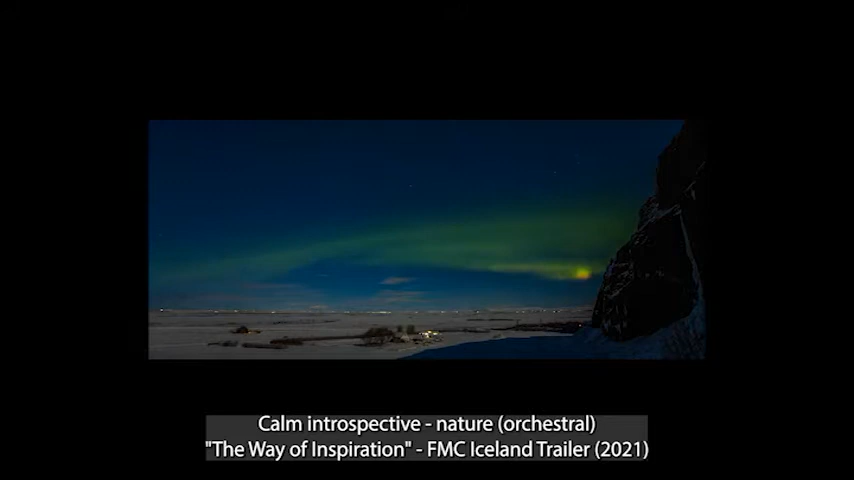 Calm introspective - nature (orchestral)
"The Way of Inspiration" - FMC Iceland Trailer (2021)